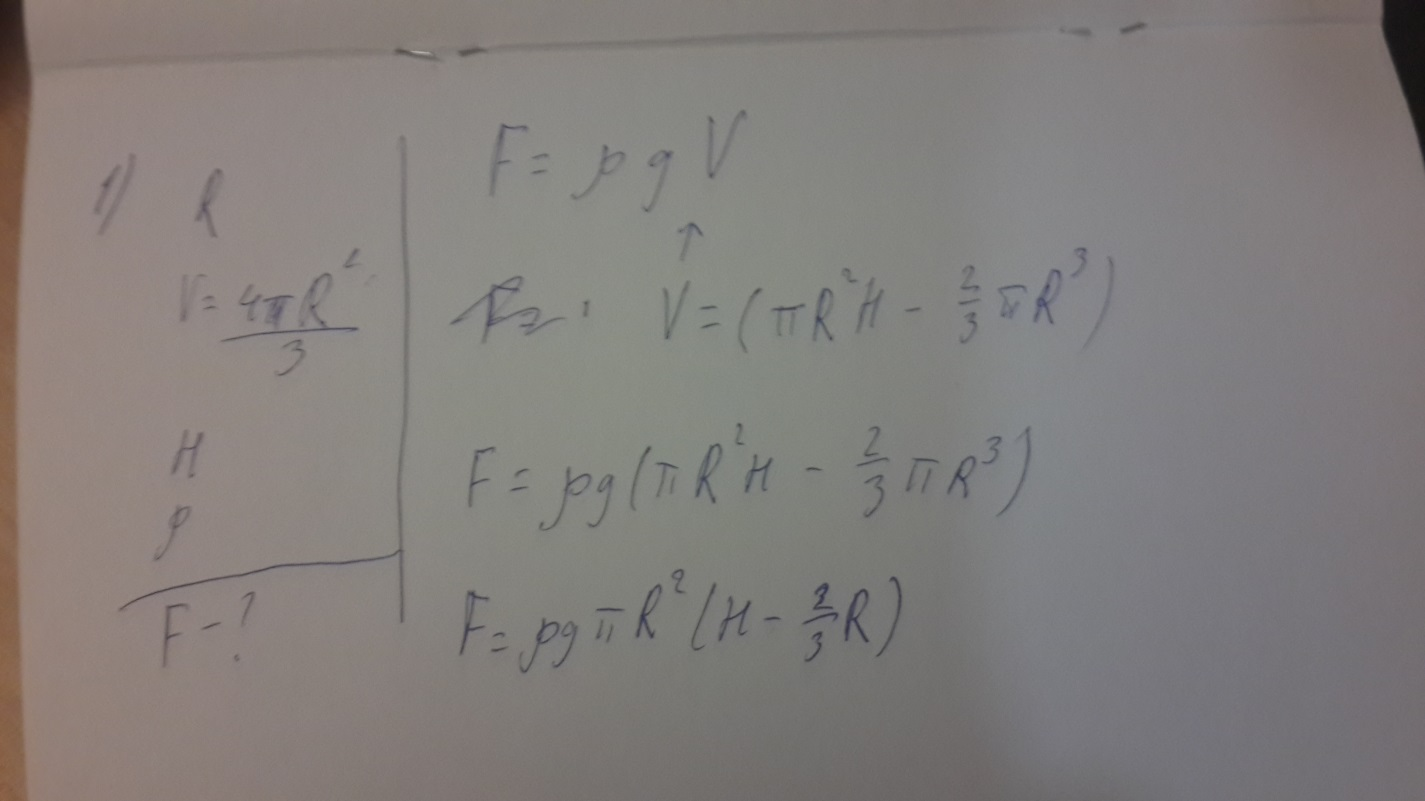 1) R
V = 4πR²/3
H
ρ
F - ?
F = ρgV
↑
V = (πR²H - 2/3 πR³)
F = ρg(πR²H - 2/3 πR³)
F = ρgπR²(H - 2/3 R)